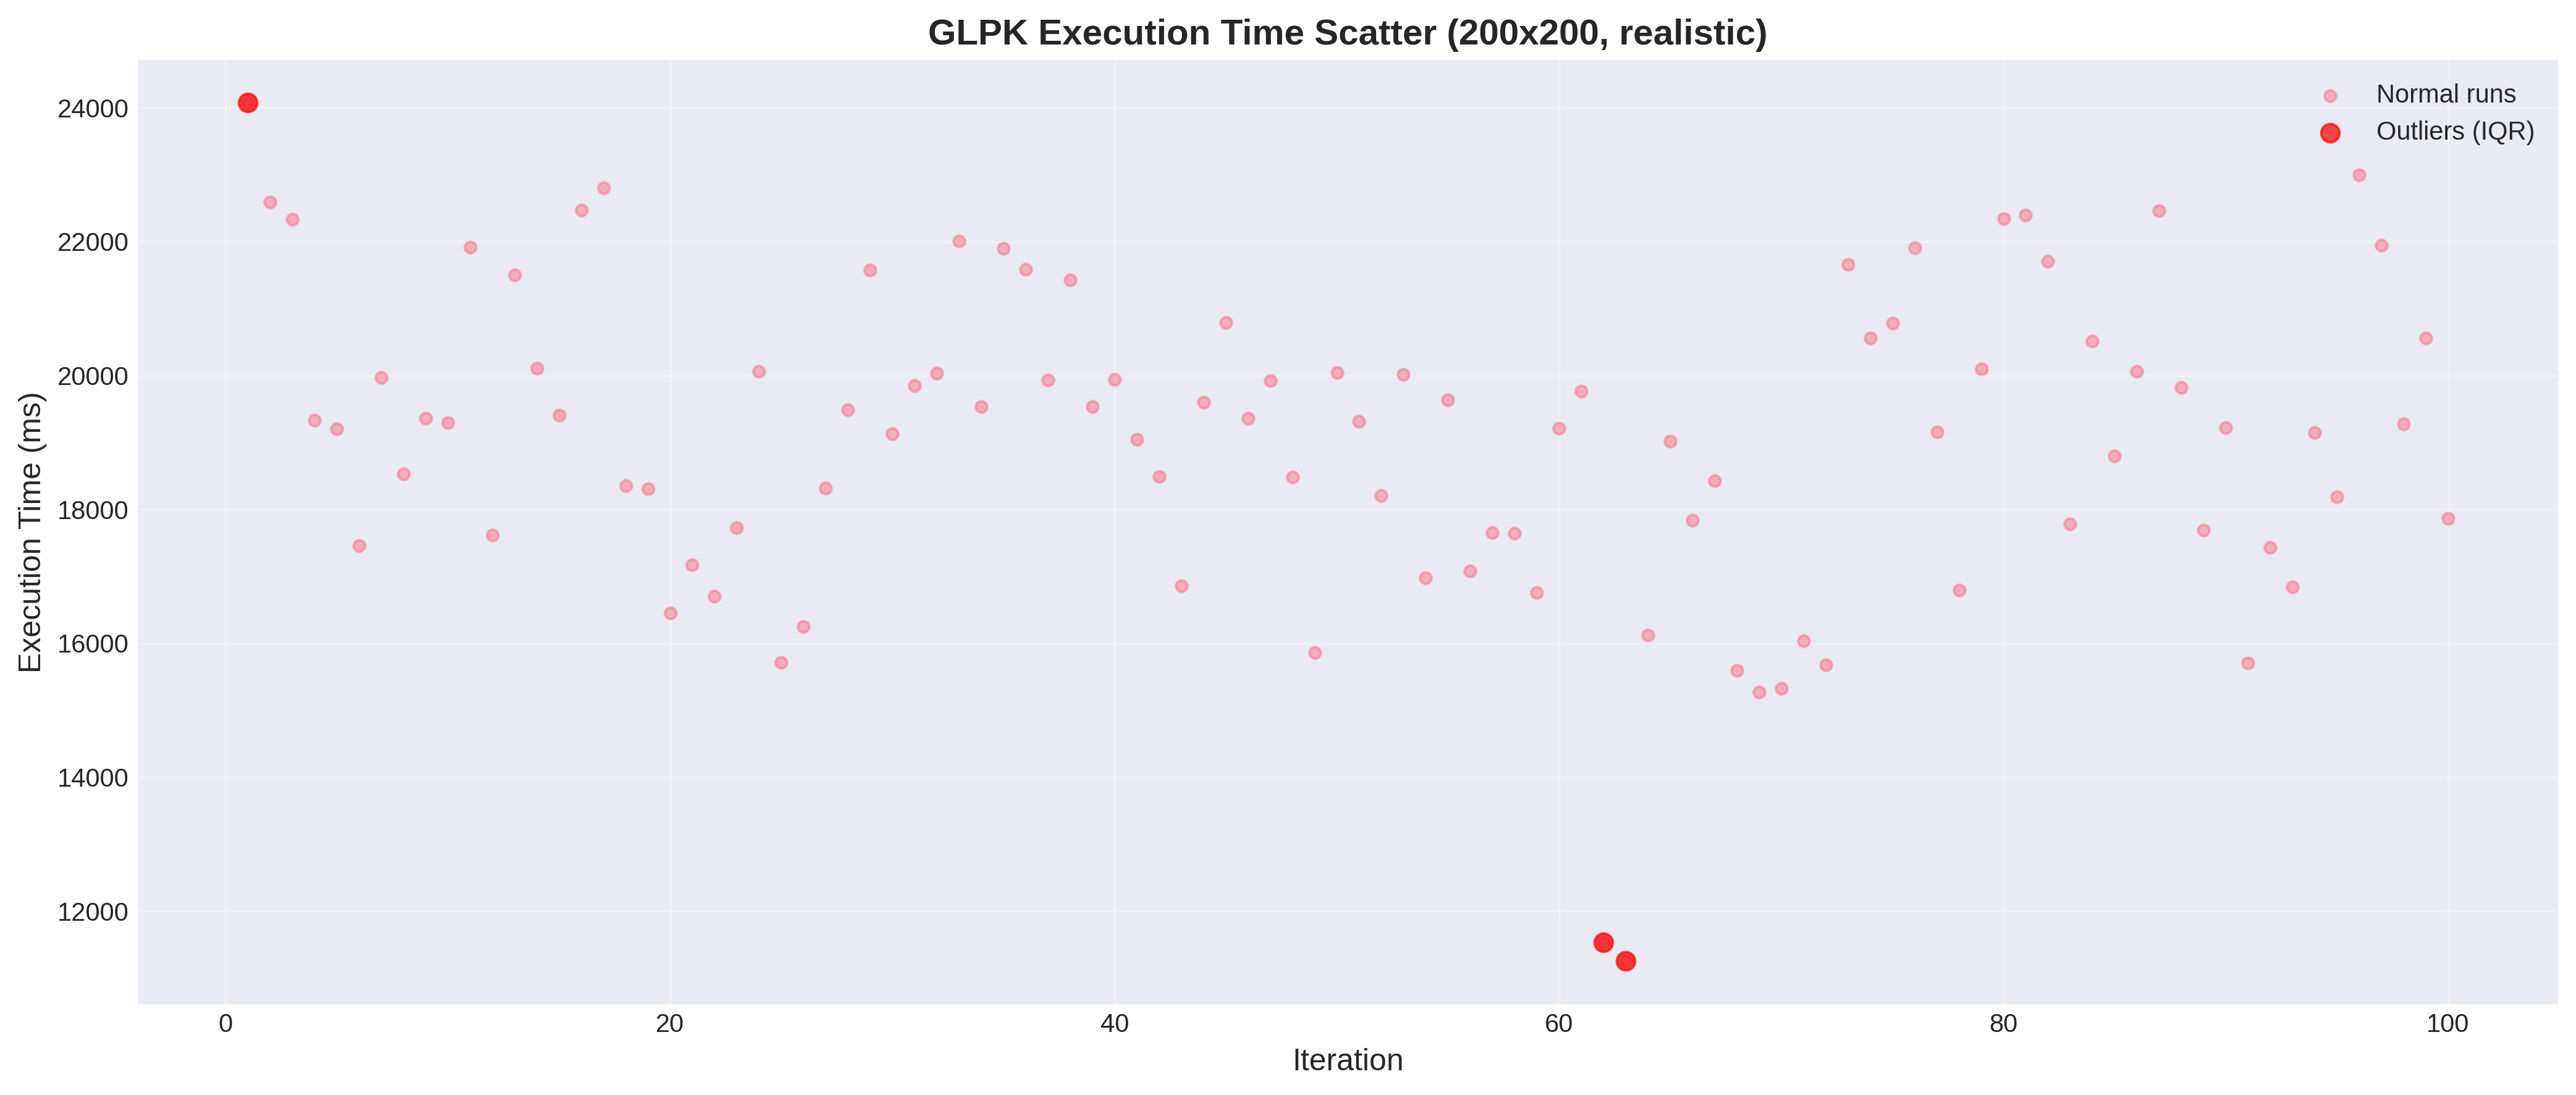 GLPK Execution Time Scatter (200x200, realistic)
Normal runs
Outliers (IQR)
Execution Time (ms)
24000
22000
20000
18000
16000
14000
12000
0 20 40 60 80 100
Iteration